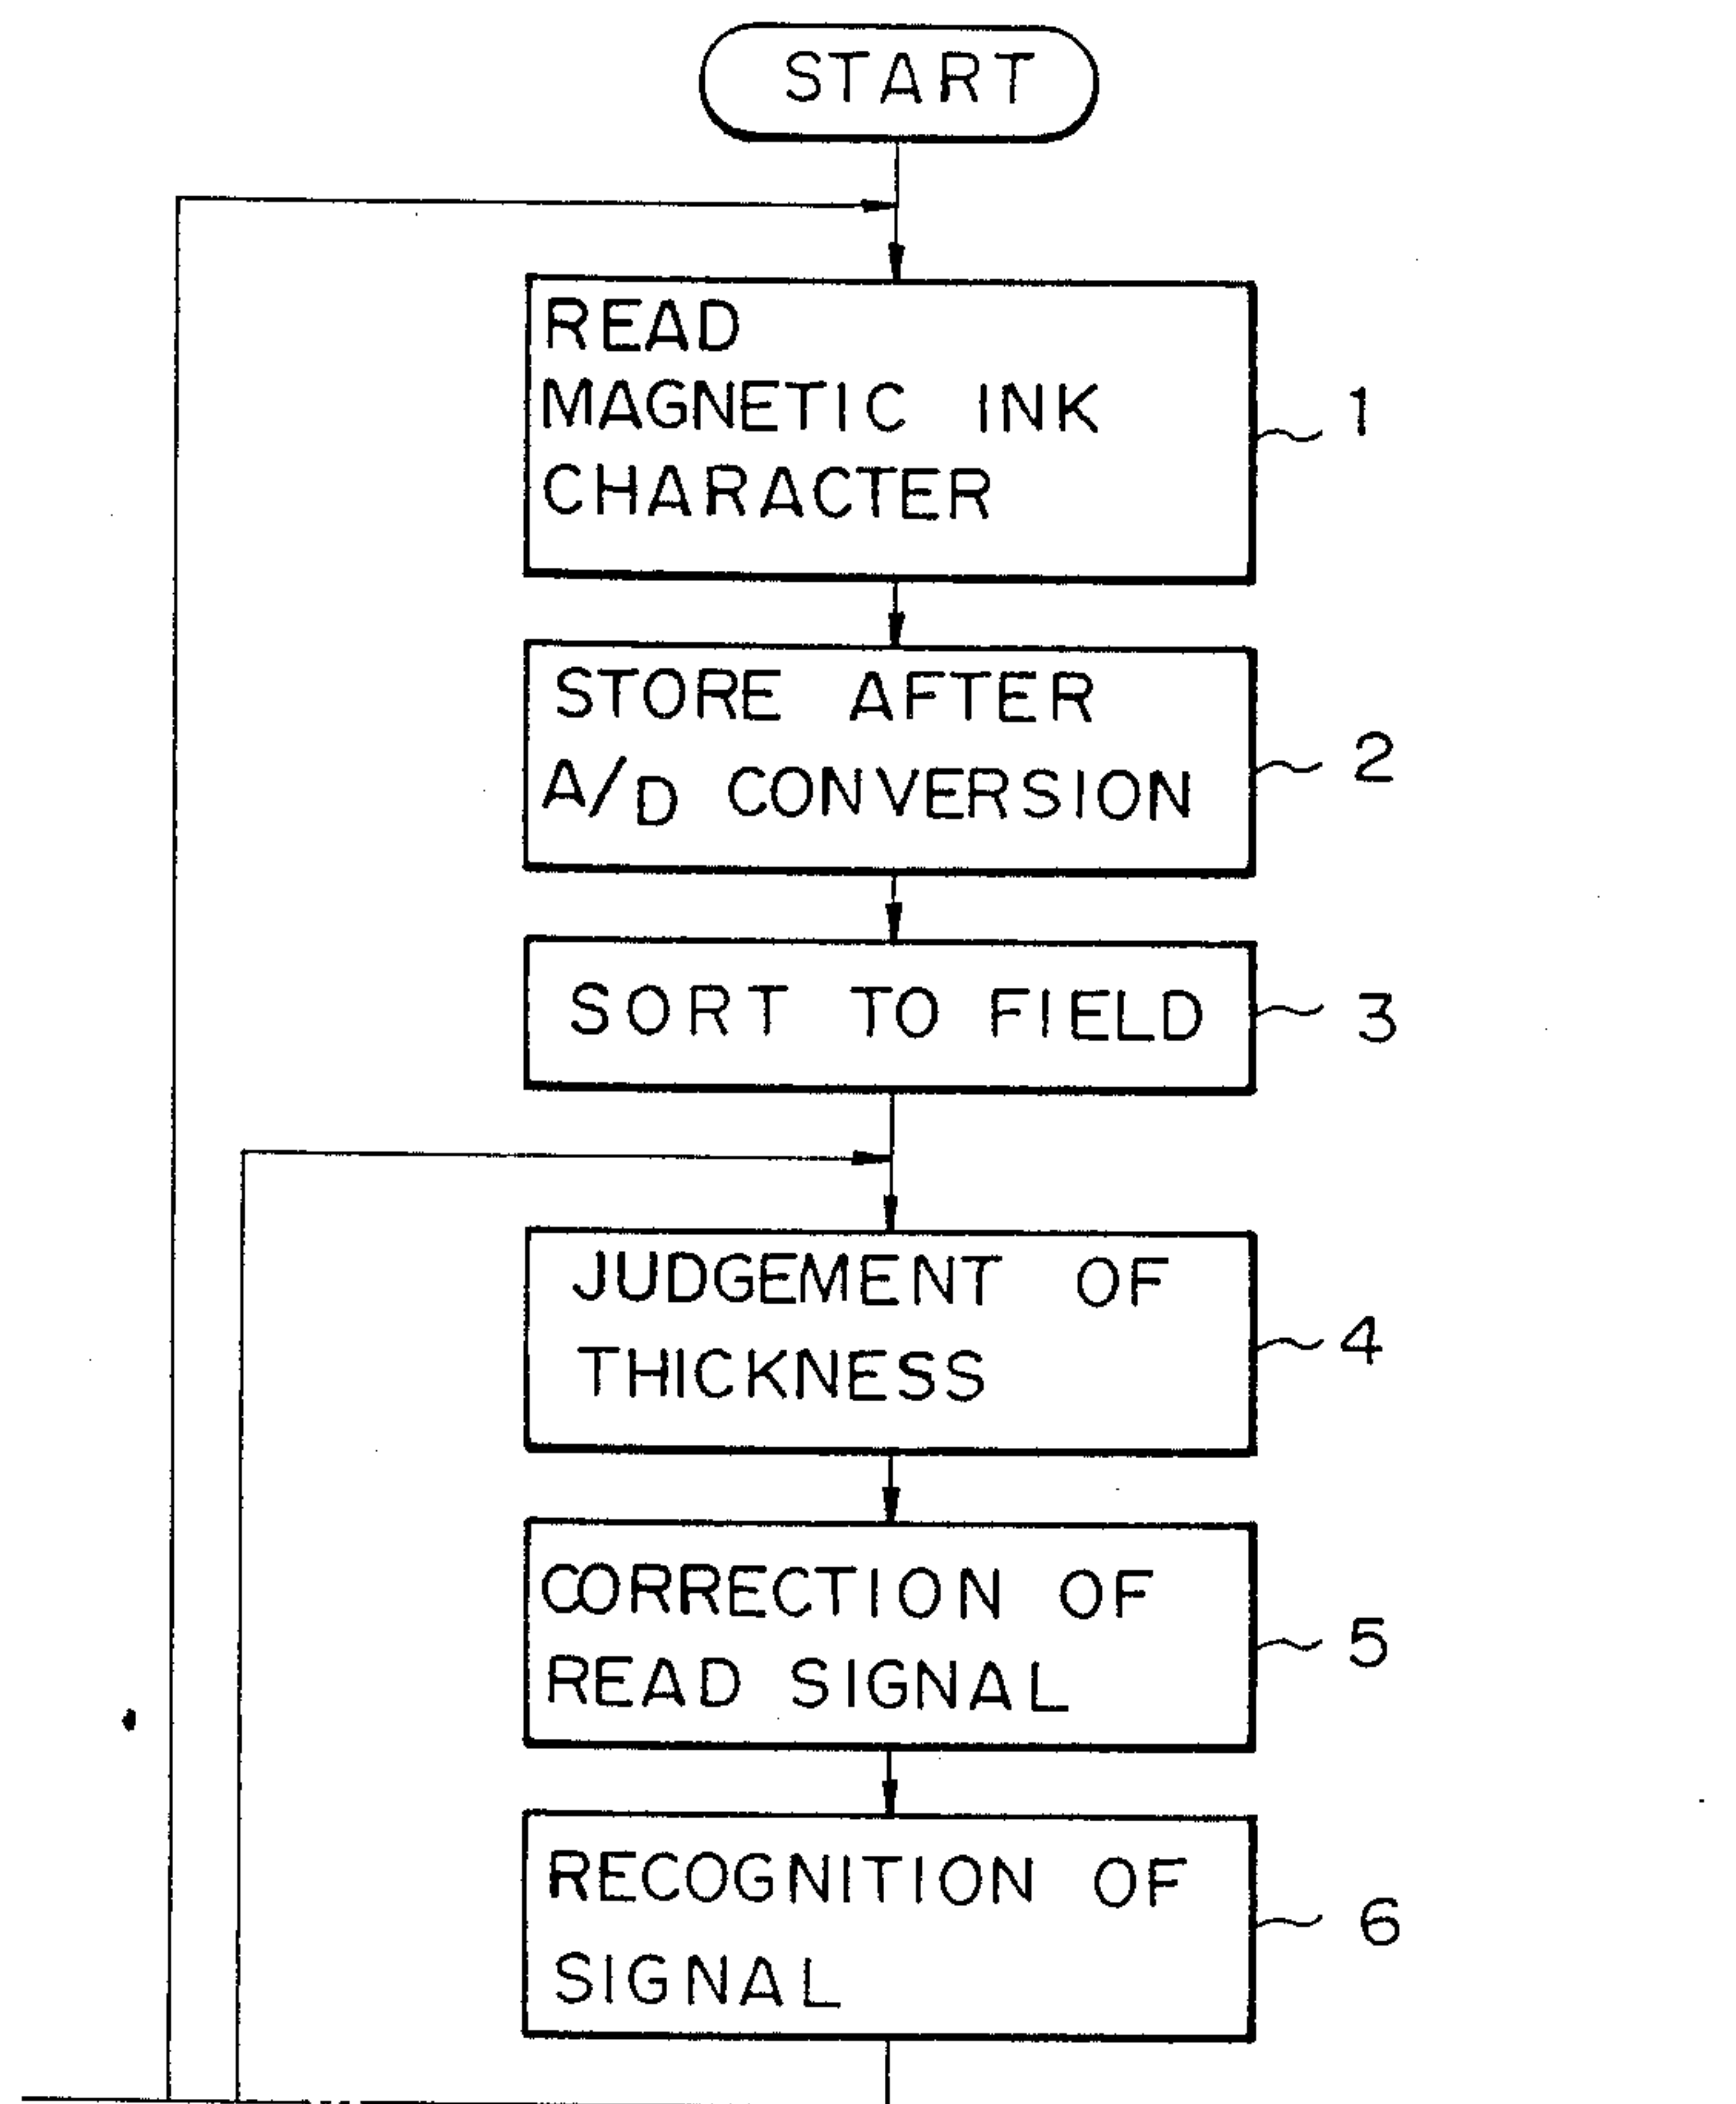 START
READ
MAGNETIC INK
CHARACTER
1
STORE AFTER
A/D CONVERSION
2
SORT TO FIELD
3
JUDGEMENT OF
THICKNESS
4
CORRECTION OF
READ SIGNAL
5
RECOGNITION OF
SIGNAL
6